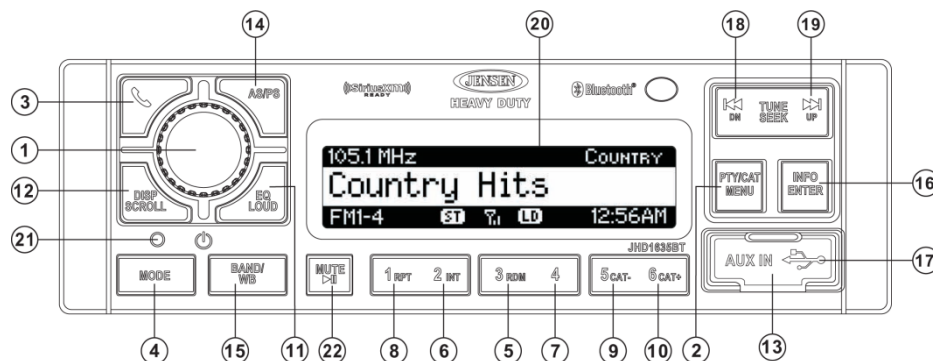 14
20
18
19
3
AS/PS
SiriusXM
READY
JENSEN
HEAVY DUTY
Bluetooth®
DN
TUNE
SEEK
UP
1
105.1 MHz
COUNTRY
Country Hits
FM1-4
ST
LD
12:56AM
PTY/CAT
MENU
INFO
ENTER
16
12
DISP
SCROLL
EQ
LOUD
21
JHD1635BT
MODE
BAND/
WB
MUTE
1 RPT
2 INT
3 RDM
4
5 CAT-
6 CAT+
AUX IN
17
4
15
11
22
8
6
5
7
9
10
2
13